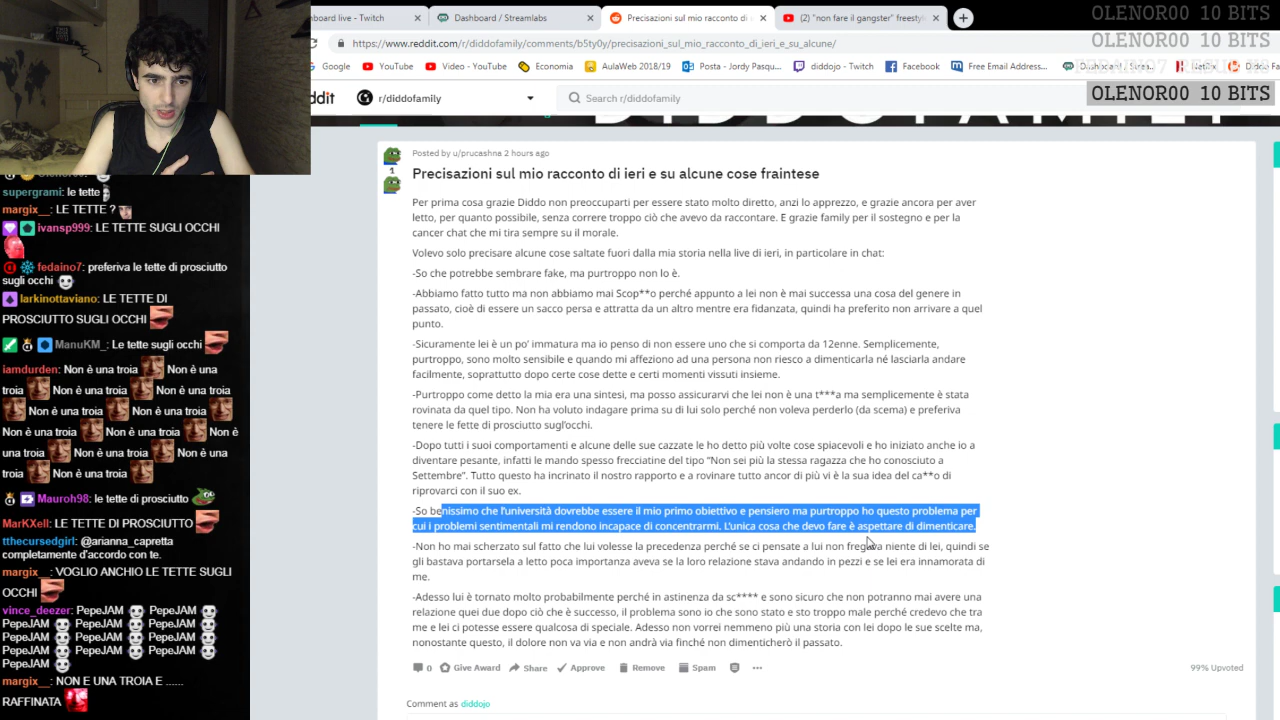 board live - Twitch
Dashboard / Streamlabs
Precisazioni sul mio racconto di
(2) "non fare il gangster" freestyle
OLENOR00 10 BITS
OLENOR00 10 BITS
OLENOR00 10 BITS
https://www.reddit.com/r/diddofamily/comments/b5ty0y/precisazioni_sul_mio_racconto_di_ieri_e_su_alcune/
Google
YouTube
Video - YouTube
Economia
AulaWeb 2018/19
Posta - Jordy Pasqu...
diddojo - Twitch
Facebook
Free Email Address...
ddit
r/diddofamily
Search r/diddofamily
DIDDOFAMILY
Posted by u/prucashna 2 hours ago
1
Precisazioni sul mio racconto di ieri e su alcune cose fraintese
Per prima cosa grazie Diddo non preoccuparti per essere stato molto diretto, anzi lo apprezzo, e grazie ancora per aver
letto, per quanto possibile, senza correre troppo ciò che avevo da raccontare. E grazie family per il sostegno e per la
cancer chat che mi tira sempre su il morale.
Volevo solo precisare alcune cose saltate fuori dalla mia storia nella live di ieri, in particolare in chat:
-So che potrebbe sembrare fake, ma purtroppo non lo è.
-Abbiamo fatto tutto ma non abbiamo mai Scop**o perché appunto a lei non è mai successa una cosa del genere in
passato, cioè di essere un sacco persa e attratta da un altro mentre era fidanzata, quindi ha preferito non arrivare a quel
punto.
-Sicuramente lei è un po' immatura ma io penso di non essere uno che si comporta da 12enne. Semplicemente,
purtroppo, sono molto sensibile e quando mi affeziono ad una persona non riesco a dimenticarla né lasciarla andare
facilmente, soprattutto dopo certe cose dette e certi momenti vissuti insieme.
-Purtroppo come detto la mia era una sintesi, ma posso assicurarvi che lei non è una t***a ma semplicemente è stata
rovinata da quel tipo. Non ha voluto indagare prima su di lui solo perché non voleva perderlo (da scema) e preferiva
tenere le fette di prosciutto sugl'occhi.
-Dopo tutti i suoi comportamenti e alcune delle sue cazzate le ho detto più volte cose spiacevoli e ho iniziato anche io a
diventare pesante, infatti le mando spesso frecciatine del tipo "Non sei più la stessa ragazza che ho conosciuto a
Settembre". Tutto questo ha incrinato il nostro rapporto e a rovinare tutto ancor di più vi è la sua idea del ca**o di
riprovarci con il suo ex.
-So benissimo che l'università dovrebbe essere il mio primo obiettivo e pensiero ma purtroppo ho questo problema per
cui i problemi sentimentali mi rendono incapace di concentrarmi. L'unica cosa che devo fare è aspettare di dimenticare.
-Non ho mai scherzato sul fatto che lui volesse la precedenza perché se ci pensate a lui non fregava niente di lei, quindi se
gli bastava portarsela a letto poca importanza aveva se la loro relazione stava andando in pezzi e se lei era innamorata di
me.
-Adesso lui è tornato molto probabilmente perché in astinenza da sc**** e sono sicuro che non potranno mai avere una
relazione quei due dopo ciò che è successo, il problema sono io che sono stato e sto troppo male perché credevo che tra
me e lei ci potesse essere qualcosa di speciale. Adesso non vorrei nemmeno più una storia con lei dopo le sue scelte ma,
nonostante questo, il dolore non va via e non andrà via finché non dimenticherò il passato.
0
Give Award
Share
Approve
Remove
Spam
99% Upvoted
Comment as diddojo
supergrami: le tette
margix__: LE TETTE ?
ivansp999: LE TETTE SUGLI OCCHI
fedaino7: preferiva le tette di prosciutto
sugli occhi
larkinottaviano: LE TETTE DI
PROSCIUTTO SUGLI OCCHI
ManuKM_: Le tette sugli occhi
iamdurden: Non è una troia Non è una
troia Non è una troia Non è una troia
Non è una troia Non è una troia
Non è una troia Non è una troia Non è
una troia Non è una troia Non è una
troia Non è una troia
Mauroh98: le tette di prosciutto
MarKXell: LE TETTE DI PROSCIUTTO
tthecursedgirl: @arianna_capretta
completamente d'accordo con te.
margix__: VOGLIO ANCHIO LE TETTE SUGLI
OCCHI
vince_deezer: PepeJAM PepeJAM
PepeJAM PepeJAM PepeJAM
PepeJAM PepeJAM PepeJAM
PepeJAM PepeJAM PepeJAM
PepeJAM
margix__: NON E UNA TROIA E ......
RAFFINATA